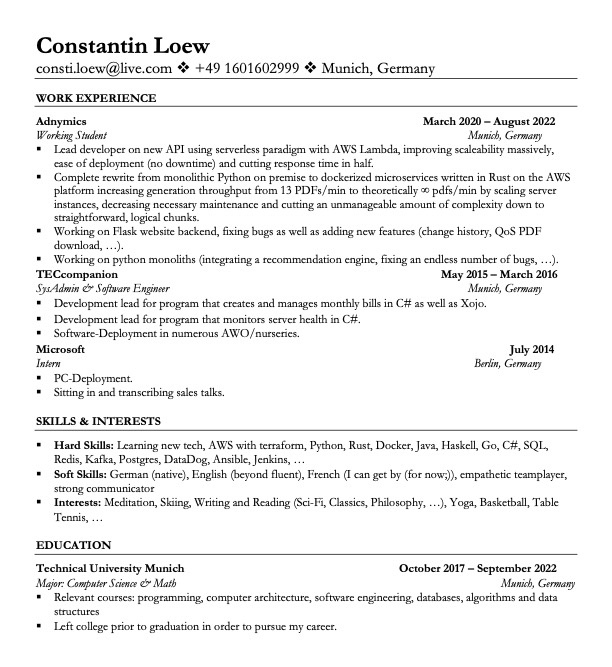 Constantin Loew
consti.loew@live.com ❖ +49 1601602999 ❖ Munich, Germany
WORK EXPERIENCE
Adnymics March 2020 – August 2022
Working Student Munich, Germany
▪ Lead developer on new API using serverless paradigm with AWS Lambda, improving scaleability massively,
ease of deployment (no downtime) and cutting response time in half.
▪ Complete rewrite from monolithic Python on premise to dockerized microservices written in Rust on the AWS
platform increasing generation throughput from 13 PDFs/min to theoretically ∞ pdfs/min by scaling server
instances, decreasing necessary maintenance and cutting an unmanageable amount of complexity down to
straightforward, logical chunks.
▪ Working on Flask website backend, fixing bugs as well as adding new features (change history, QoS PDF
download, …).
▪ Working on python monoliths (integrating a recommendation engine, fixing an endless number of bugs, …).
TECcompanion May 2015 – March 2016
SysAdmin & Software Engineer Munich, Germany
▪ Development lead for program that creates and manages monthly bills in C# as well as Xojo.
▪ Development lead for program that monitors server health in C#.
▪ Software-Deployment in numerous AWO/nurseries.
Microsoft July 2014
Intern Berlin, Germany
▪ PC-Deployment.
▪ Sitting in and transcribing sales talks.
SKILLS & INTERESTS
▪ Hard Skills: Learning new tech, AWS with terraform, Python, Rust, Docker, Java, Haskell, Go, C#, SQL,
Redis, Kafka, Postgres, DataDog, Ansible, Jenkins, …
▪ Soft Skills: German (native), English (beyond fluent), French (I can get by (for now;)), empathetic teamplayer,
strong communicator
▪ Interests: Meditation, Skiing, Writing and Reading (Sci-Fi, Classics, Philosophy, …), Yoga, Basketball, Table
Tennis, …
EDUCATION
Technical University Munich October 2017 – September 2022
Major: Computer Science & Math Munich, Germany
▪ Relevant courses: programming, computer architecture, software engineering, databases, algorithms and data
structures
▪ Left college prior to graduation in order to pursue my career.